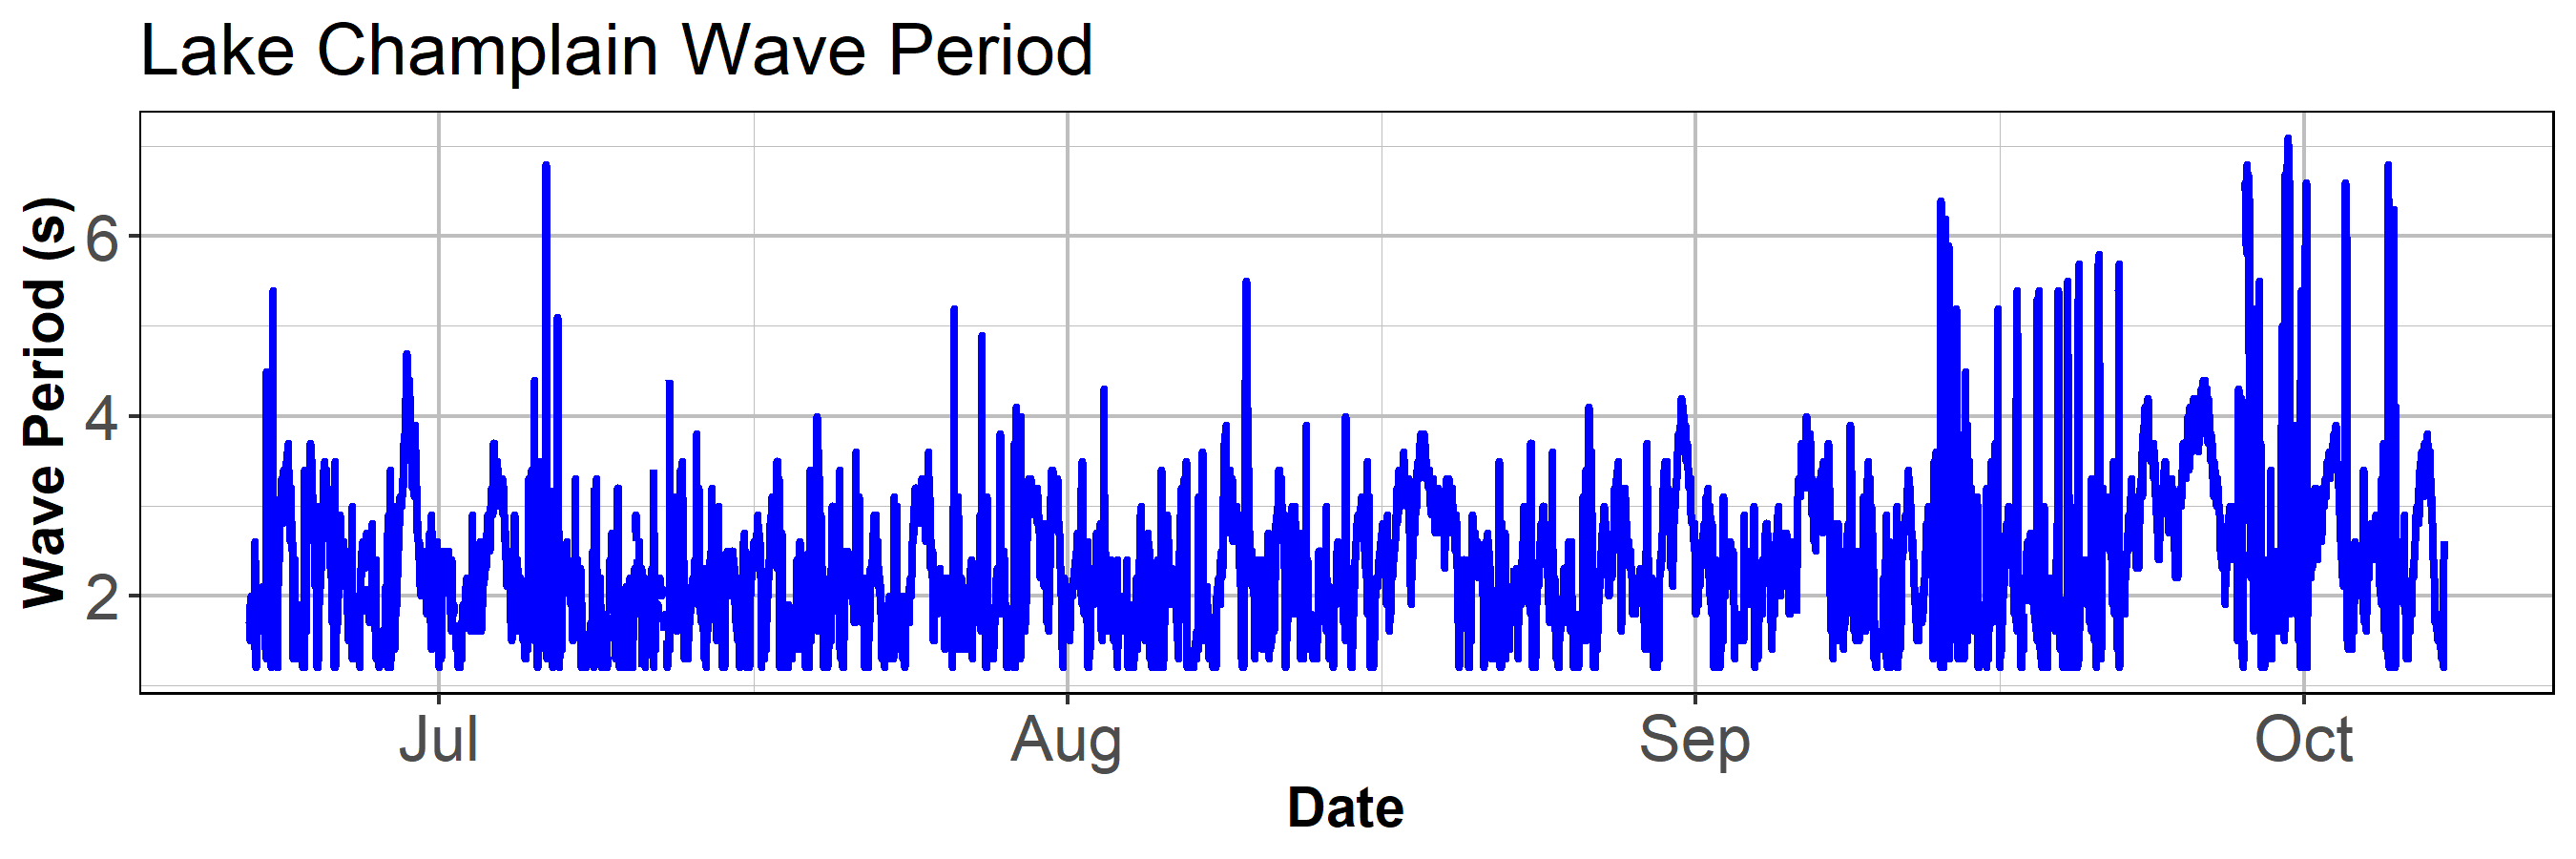 Lake Champlain Wave Period
Wave Period (s)
6
4
2
Jul Aug Sep Oct
Date